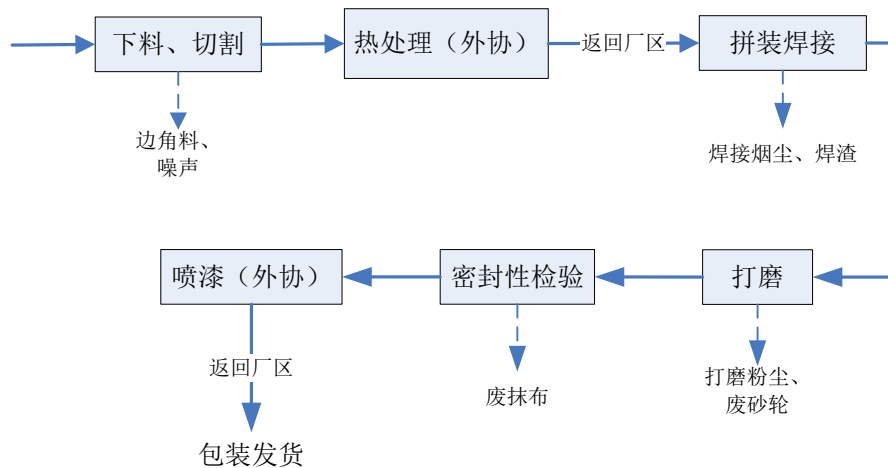 下料、切割
热处理（外协）
返回厂区
拼装焊接
边角料、
噪声
焊接烟尘、焊渣
喷漆（外协）
密封性检验
打磨
返回厂区
废抹布
打磨粉尘、
废砂轮
包装发货